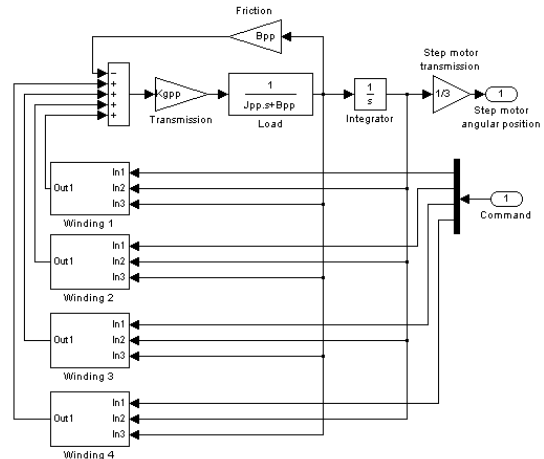 Friction
Bpp
Step motor
transmission
−
+
+
+
+
Kgpp
Transmission
1
Jpp.s+Bpp
Load
1
s
Integrator
1/3
1
Step motor
angular position
In1
Out1
In2
In3
Winding 1
1
Command
In1
Out1
In2
In3
Winding 2
In1
Out1
In2
In3
Winding 3
In1
Out1
In2
In3
Winding 4